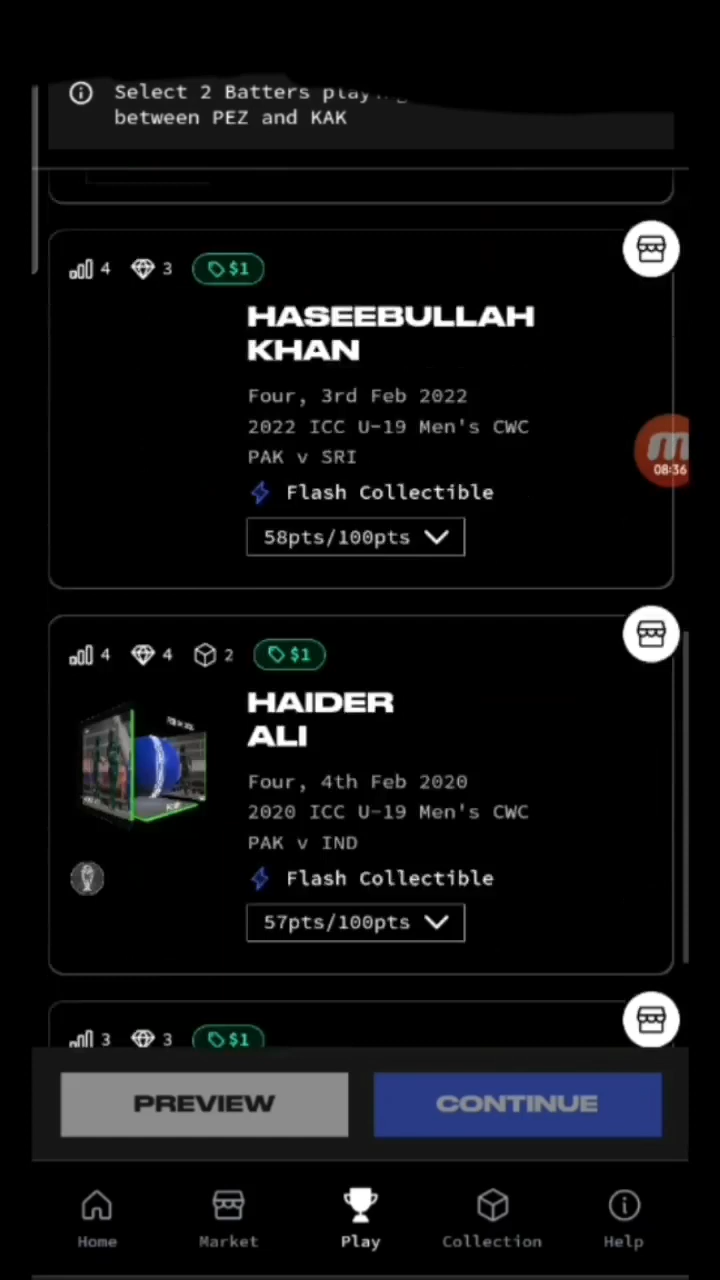 Select 2 Batters
between PEZ and KAK
4 3 $1
HASEEBULLAH
KHAN
Four, 3rd Feb 2022
2022 ICC U-19 Men's CWC
PAK v SRI
Flash Collectible
58pts/100pts
08:36
4 4 2 $1
HAIDER
ALI
Four, 4th Feb 2020
2020 ICC U-19 Men's CWC
PAK v IND
Flash Collectible
57pts/100pts
3 3 $1
PREVIEW CONTINUE
Home Market Play Collection Help